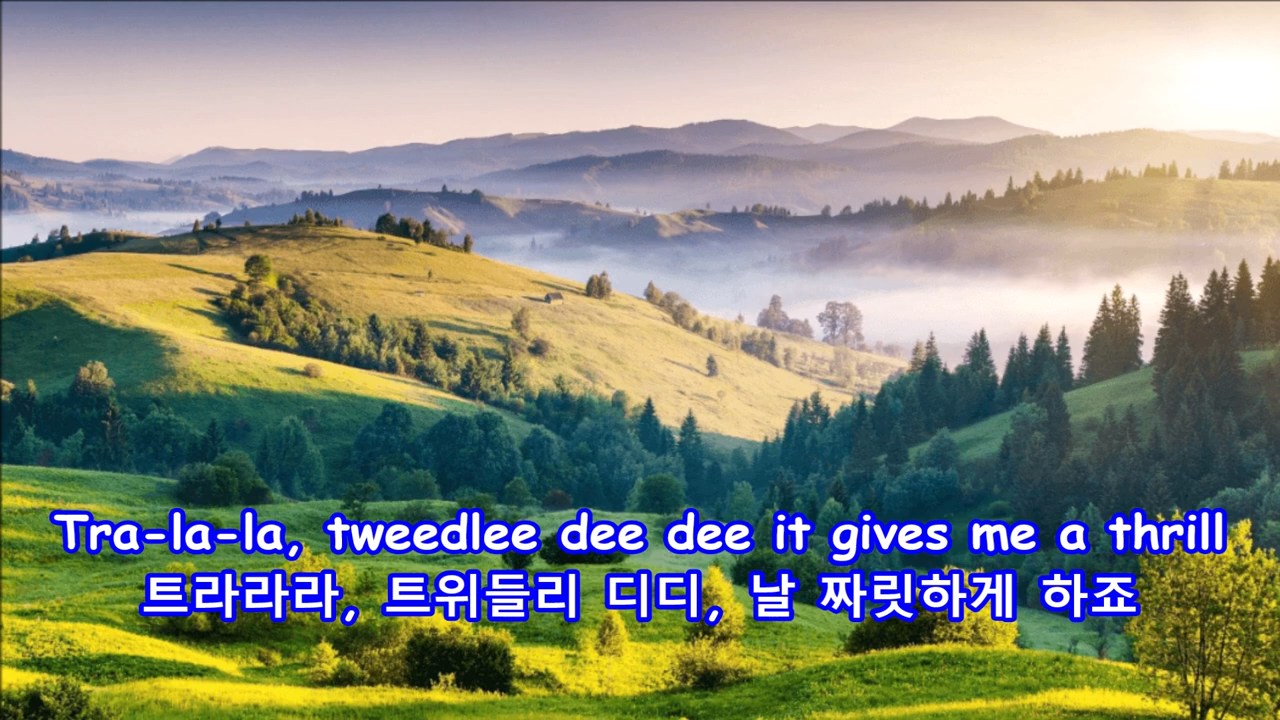 Tra-la-la, tweedlee dee dee it gives me a thrill
트라라라, 트위들리 디디, 날 짜릿하게 하죠